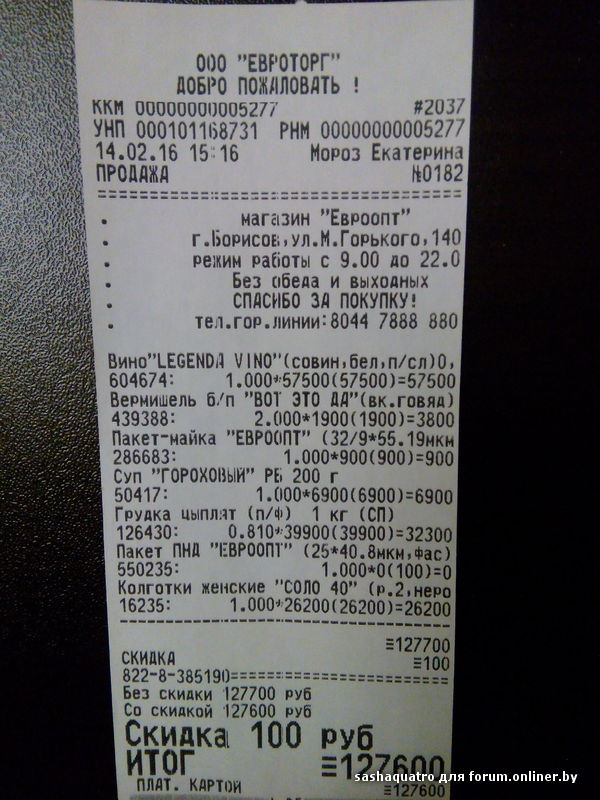 ООО "ЕВРОТОРГ"
ДОБРО ПОЖАЛОВАТЬ !
ККМ 00000000005277 #2037
УНП 000101168731 РНМ 00000000005277
14.02.16 15:16 Мороз Екатерина
ПРОДАЖА №0182
. магазин "Евроопт"
. г.Борисов,ул.М.Горького,140
. режим работы с 9.00 до 22.0
. Без обеда и выходных
. СПАСИБО ЗА ПОКУПКУ!
. тел.гор.линии:8044 7888 880
Вино"LEGENDA VINO"(совин,бел,п/сл)0,
604674: 1.000*57500(57500)=57500
Вермишель б/п "ВОТ ЭТО ДА"(вк.говяд)
439388: 2.000*1900(1900)=3800
Пакет-майка "ЕВРООПТ" (32/9*55.19мкм
286683: 1.000*900(900)=900
Суп "ГОРОХОВЫЙ" РБ 200 г
50417: 1.000*6900(6900)=6900
Грудка цыплят (п/ф) 1 кг (СП)
126430: 0.810*39900(39900)=32300
Пакет ПНД "ЕВРООПТ" (25*40.8мкм,фас)
550235: 1.000*0(100)=0
Колготки женские "СОЛО 40" (р.2,неро
16235: 1.000*26200(26200)=26200
≡127700
СКИДКА ≡100
822-8-385190==============================
Без скидки 127700 руб
Со скидкой 127600 руб
Скидка 100 руб
ИТОГ ≡127600
ПЛАТ. КАРТОЙ ≡127600
sashaquatro для forum.onliner.by